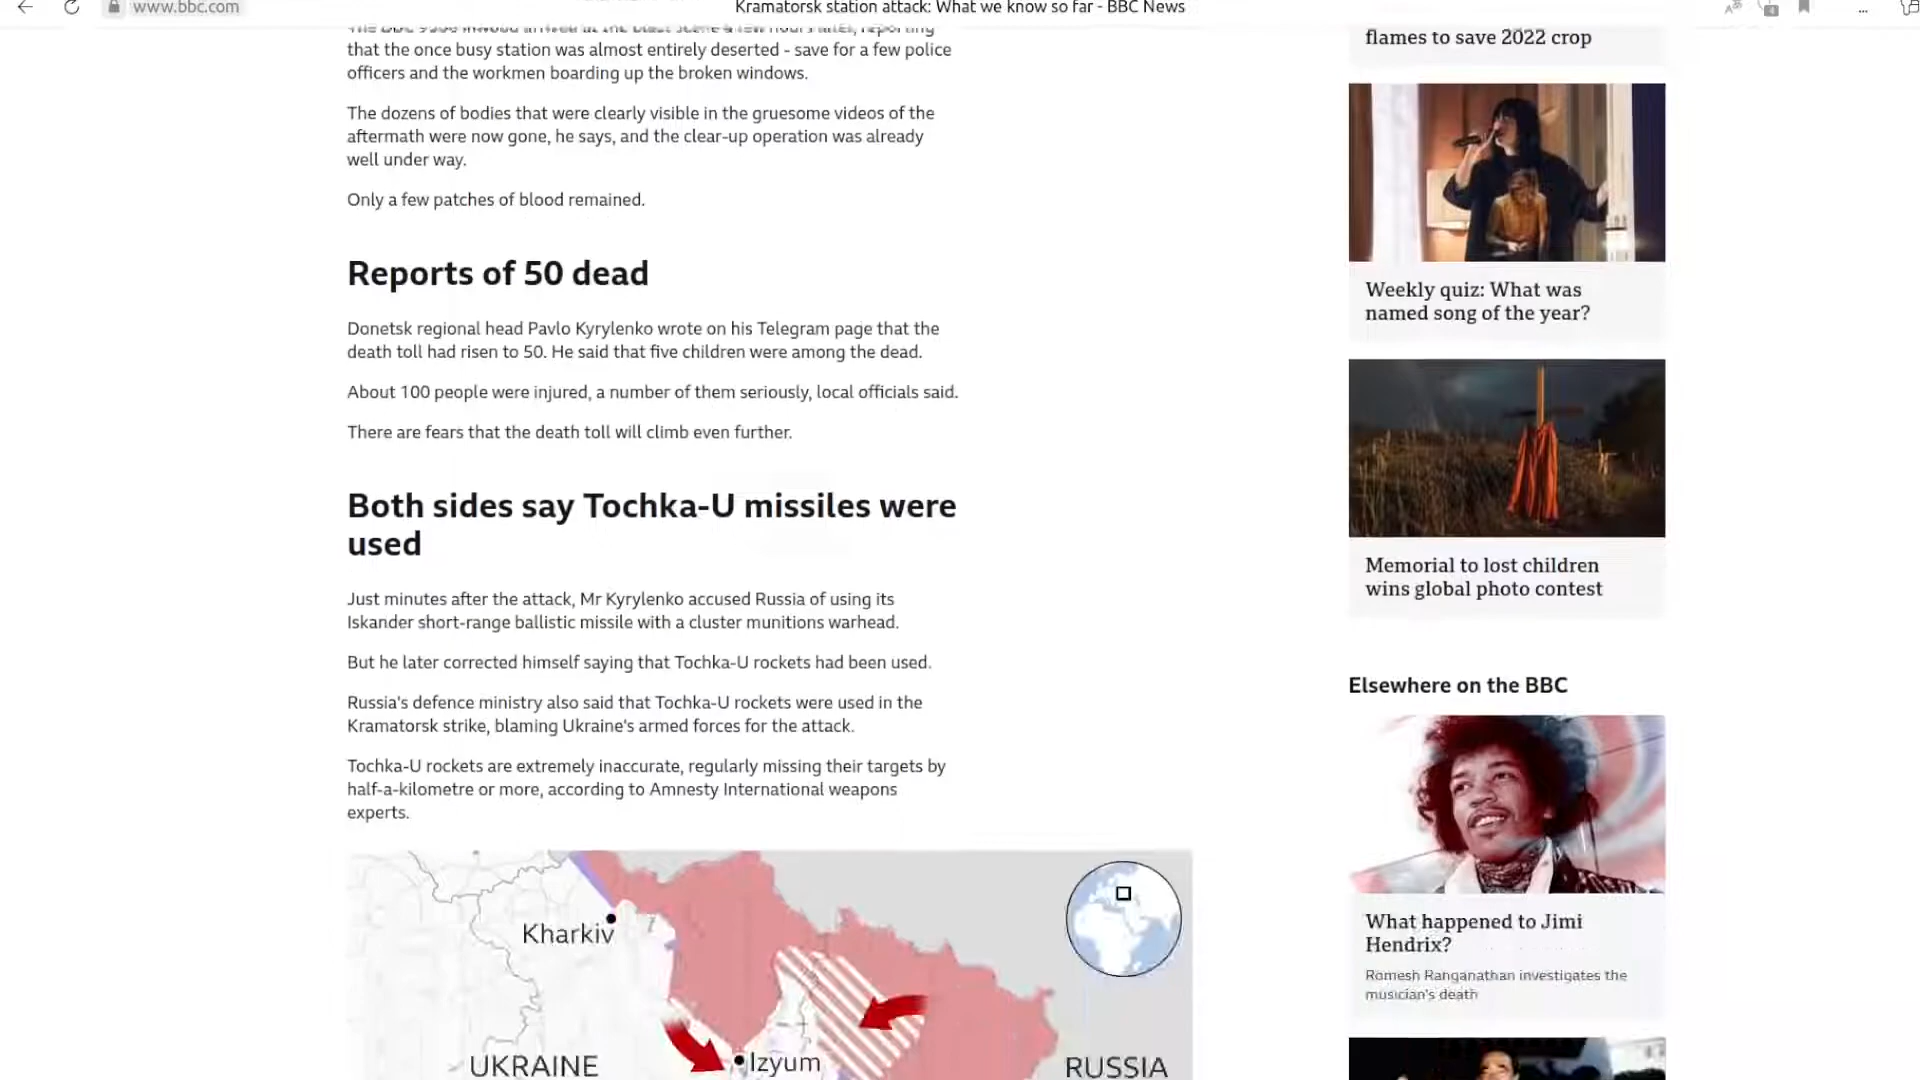 www.bbc.com
Kramatorsk station attack: What we know so far - BBC News
that the once busy station was almost entirely deserted - save for a few police
officers and the workmen boarding up the broken windows.
The dozens of bodies that were clearly visible in the gruesome videos of the
aftermath were now gone, he says, and the clear-up operation was already
well under way.
Only a few patches of blood remained.
Reports of 50 dead
Donetsk regional head Pavlo Kyrylenko wrote on his Telegram page that the
death toll had risen to 50. He said that five children were among the dead.
About 100 people were injured, a number of them seriously, local officials said.
There are fears that the death toll will climb even further.
Both sides say Tochka-U missiles were
used
Just minutes after the attack, Mr Kyrylenko accused Russia of using its
Iskander short-range ballistic missile with a cluster munitions warhead.
But he later corrected himself saying that Tochka-U rockets had been used.
Russia's defence ministry also said that Tochka-U rockets were used in the
Kramatorsk strike, blaming Ukraine's armed forces for the attack.
Tochka-U rockets are extremely inaccurate, regularly missing their targets by
half-a-kilometre or more, according to Amnesty International weapons
experts.
Kharkiv
Izyum
UKRAINE
RUSSIA
flames to save 2022 crop
Weekly quiz: What was
named song of the year?
Memorial to lost children
wins global photo contest
Elsewhere on the BBC
What happened to Jimi
Hendrix?
Romesh Ranganathan investigates the
musician's death